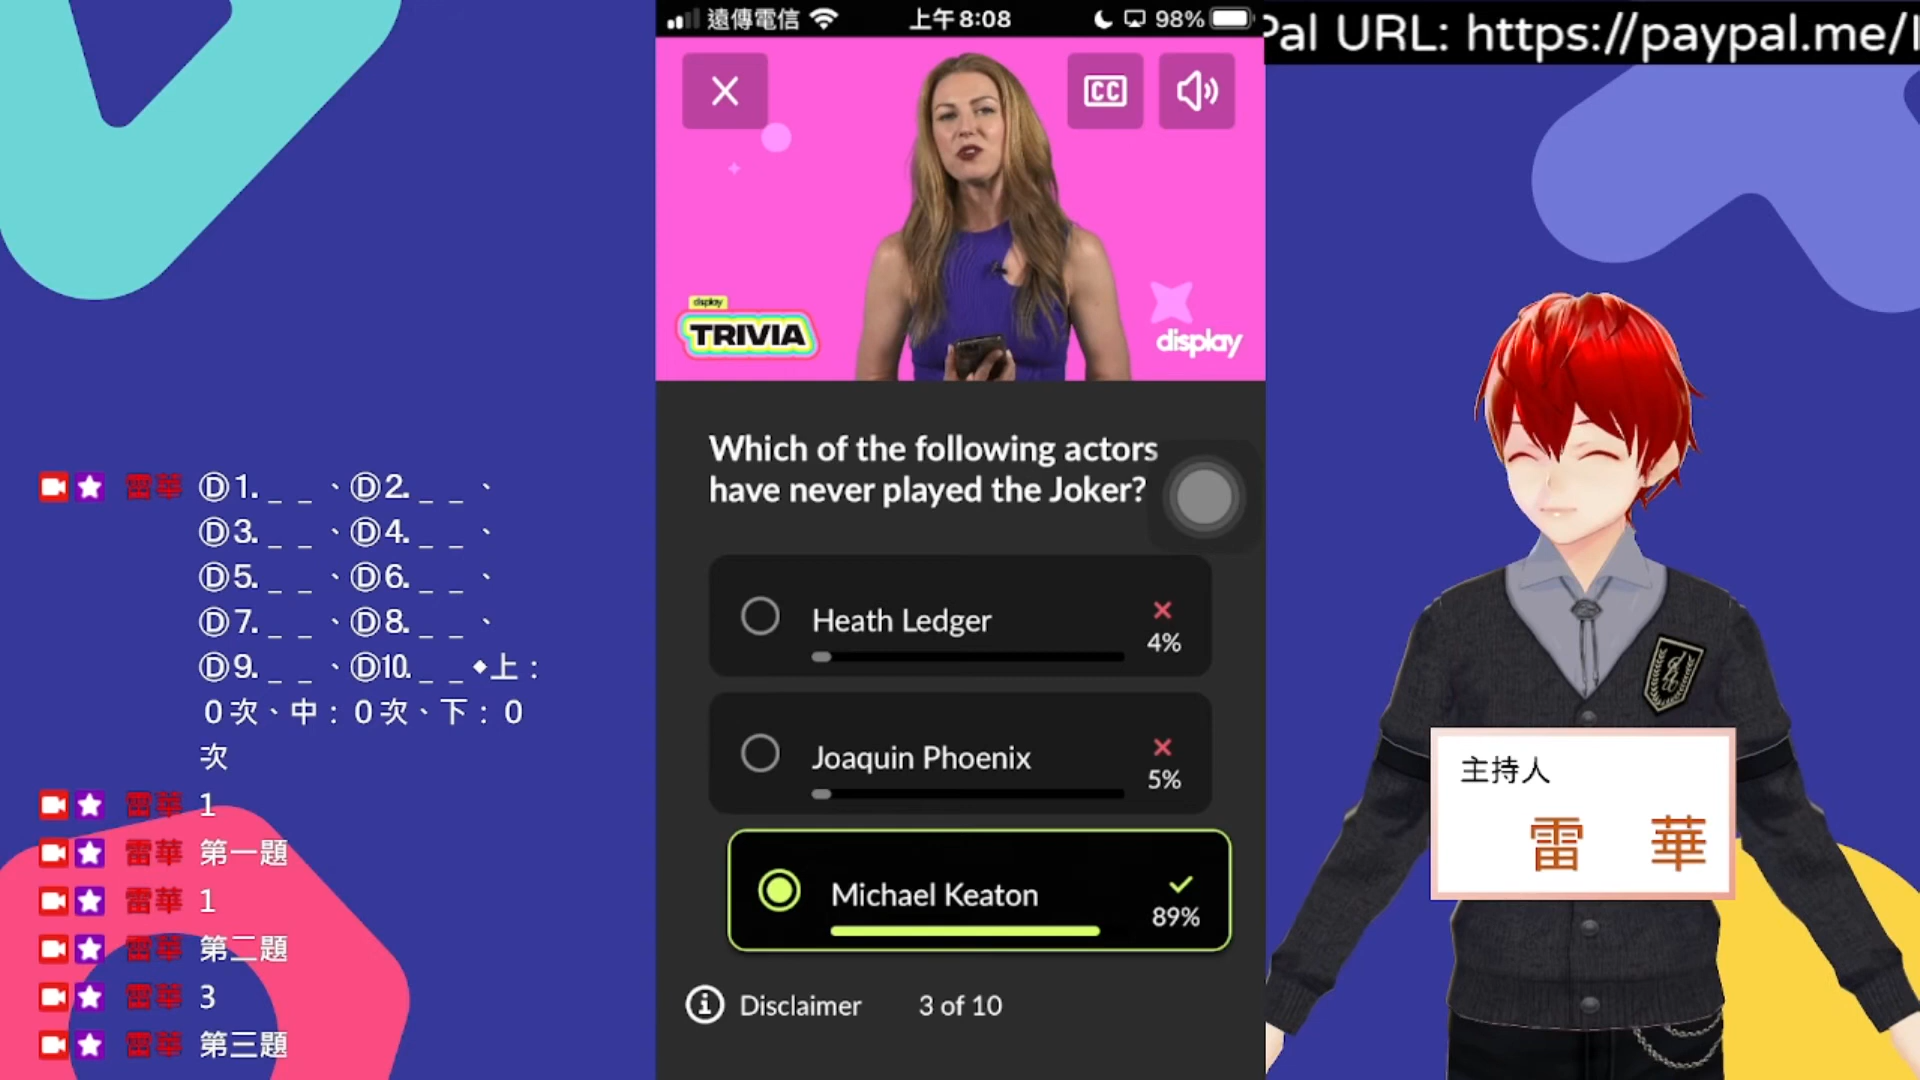 遠傳電信
上午8:08
98%
Pal URL: https://paypal.me/
CC
display
TRIVIA
display
Which of the following actors
have never played the Joker?
Heath Ledger
4%
Joaquin Phoenix
5%
Michael Keaton
89%
Disclaimer
3 of 10
雷華 Ⓓ1. _ _ 、Ⓓ2. _ _ 、
Ⓓ3. _ _ 、Ⓓ4. _ _ 、
Ⓓ5. _ _ 、Ⓓ6. _ _ 、
Ⓓ7. _ _ 、Ⓓ8. _ _ 、
Ⓓ9. _ _ 、Ⓓ10. _ _ ◆上:
0次、中:0次、下:0
次
雷華 1
雷華 第一題
雷華 1
雷華 第二題
雷華 3
雷華 第三題
主持人
雷 華